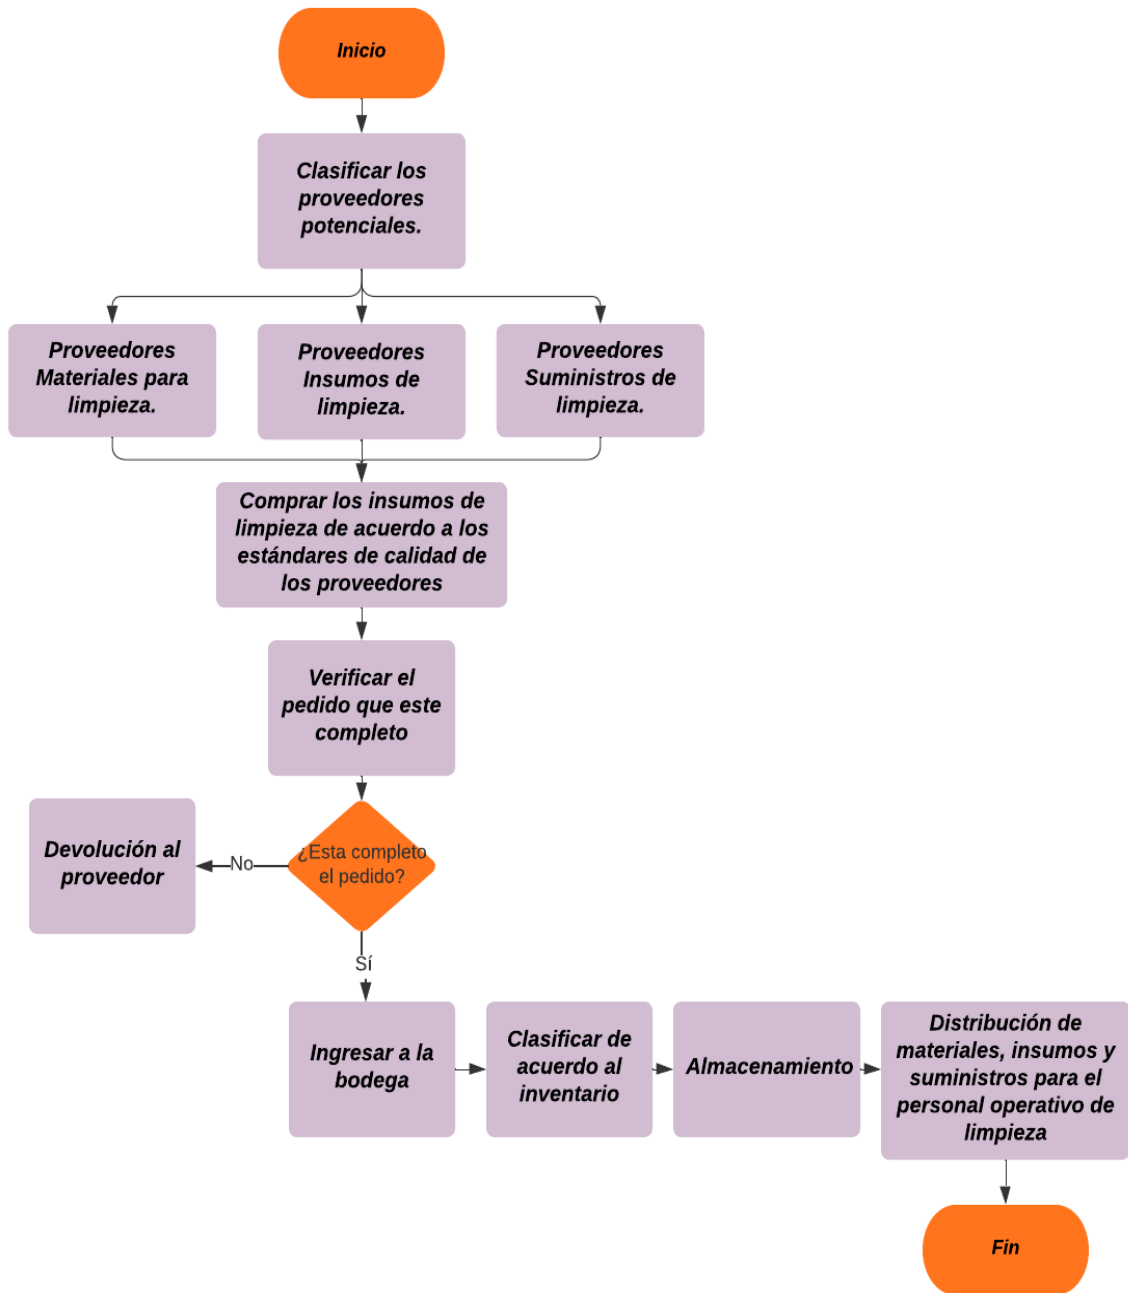 Inicio
Clasificar los
proveedores
potenciales.
Proveedores
Materiales para
limpieza.
Proveedores
Insumos de
limpieza.
Proveedores
Suministros de
limpieza.
Comprar los insumos de
limpieza de acuerdo a los
estándares de calidad de
los proveedores
Verificar el
pedido que este
completo
¿Esta completo
el pedido?
No
Devolución al
proveedor
Sí
Ingresar a la
bodega
Clasificar de
acuerdo al
inventario
Almacenamiento
Distribución de
materiales, insumos y
suministros para el
personal operativo de
limpieza
Fin